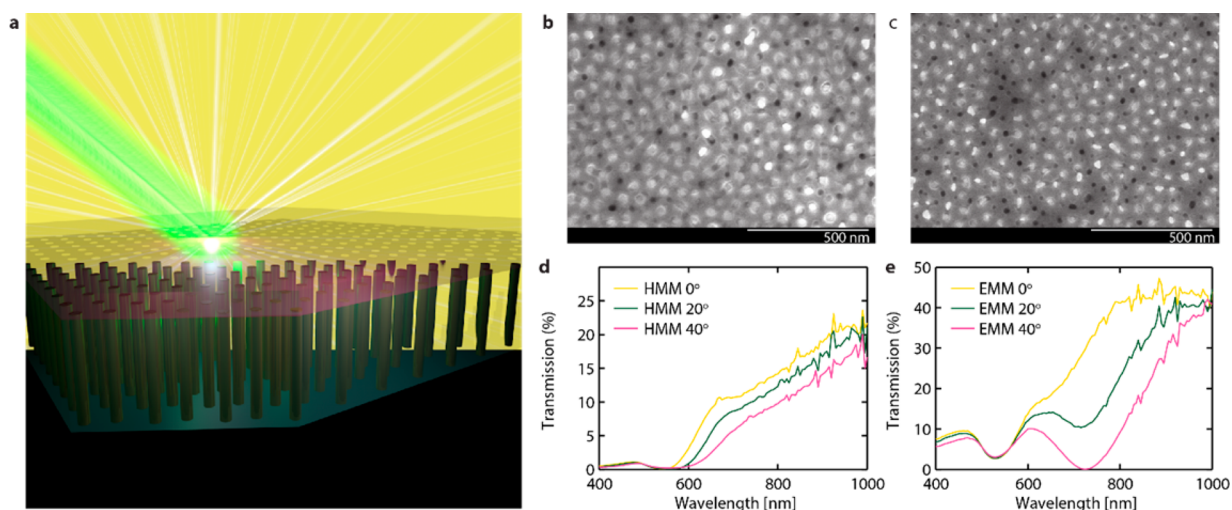 a
b
500 nm
c
500 nm
d
Transmission (%)
25
20
15
10
5
0
HMM 0°
HMM 20°
HMM 40°
400
600
800
1000
Wavelength [nm]
e
Transmission (%)
50
40
30
20
10
0
EMM 0°
EMM 20°
EMM 40°
400
600
800
1000
Wavelength [nm]